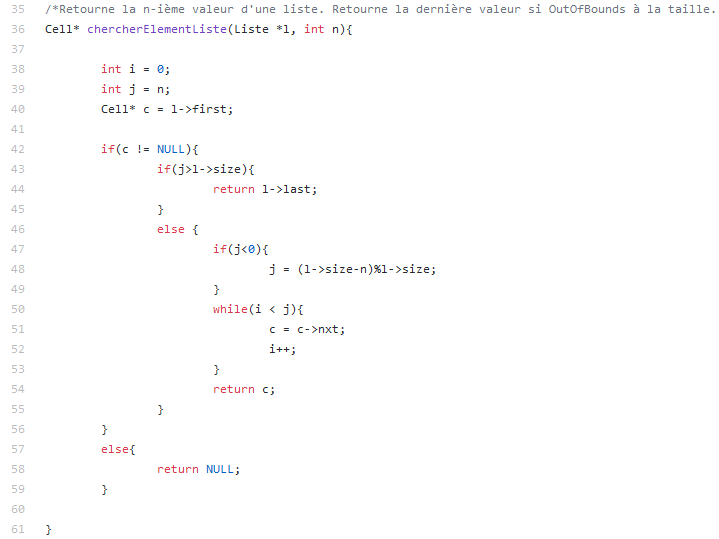 35 /*Retourne la n-ième valeur d'une liste. Retourne la dernière valeur si OutOfBounds à la taille.
36 Cell* chercherElementListe(Liste *l, int n){
37
38 int i = 0;
39 int j = n;
40 Cell* c = l->first;
41
42 if(c != NULL){
43 if(j>l->size){
44 return l->last;
45 }
46 else {
47 if(j<0){
48 j = (l->size-n)%l->size;
49 }
50 while(i < j){
51 c = c->nxt;
52 i++;
53 }
54 return c;
55 }
56 }
57 else{
58 return NULL;
59 }
60
61 }